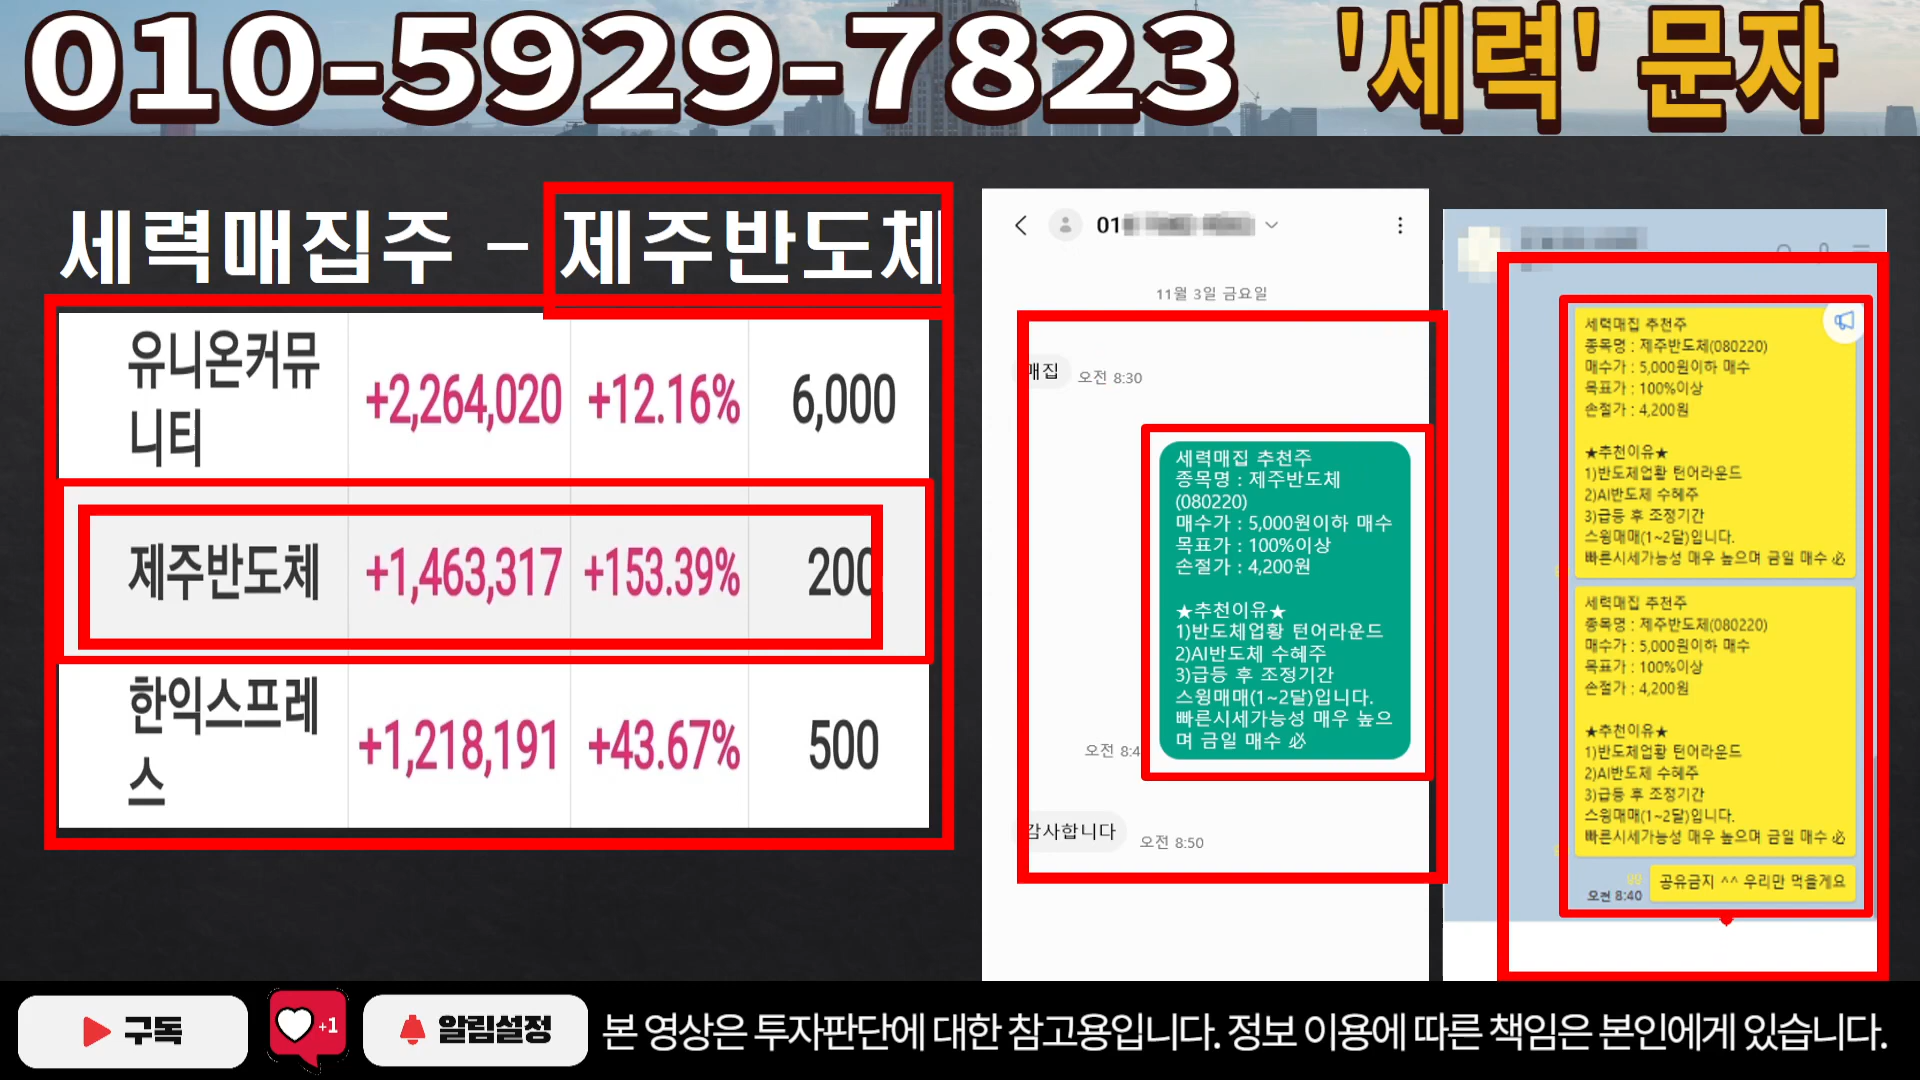 010-5929-7823 '세력' 문자
세력매집주 - 제주반도체
유니온커뮤
니티
+2,264,020 +12.16% 6,000
제주반도체 +1,463,317 +153.39% 200
한익스프레
스
+1,218,191 +43.67% 500
01
11월 3일 금요일
매집 오전 8:30
세력매집 추천주
종목명 : 제주반도체
(080220)
매수가 : 5,000원이하 매수
목표가 : 100%이상
손절가 : 4,200원
★추천이유★
1)반도체업황 턴어라운드
2)AI반도체 수혜주
3)급등 후 조정기간
스윙매매(1~2달)입니다.
빠른시세가능성 매우 높으
며 금일 매수 必
오전 8:4
감사합니다 오전 8:50
세력매집 추천주
종목명 : 제주반도체(080220)
매수가 : 5,000원이하 매수
목표가 : 100%이상
손절가 : 4,200원
★추천이유★
1)반도체업황 턴어라운드
2)AI반도체 수혜주
3)급등 후 조정기간
스윙매매(1~2달)입니다.
빠른시세가능성 매우 높으며 금일 매수 必
세력매집 추천주
종목명 : 제주반도체(080220)
매수가 : 5,000원이하 매수
목표가 : 100%이상
손절가 : 4,200원
★추천이유★
1)반도체업황 턴어라운드
2)AI반도체 수혜주
3)급등 후 조정기간
스윙매매(1~2달)입니다.
빠른시세가능성 매우 높으며 금일 매수 必
오전 8:40 공유금지 ^^ 우리만 먹을게요
구독 +1 알림설정 본 영상은 투자판단에 대한 참고용입니다. 정보 이용에 따른 책임은 본인에게 있습니다.